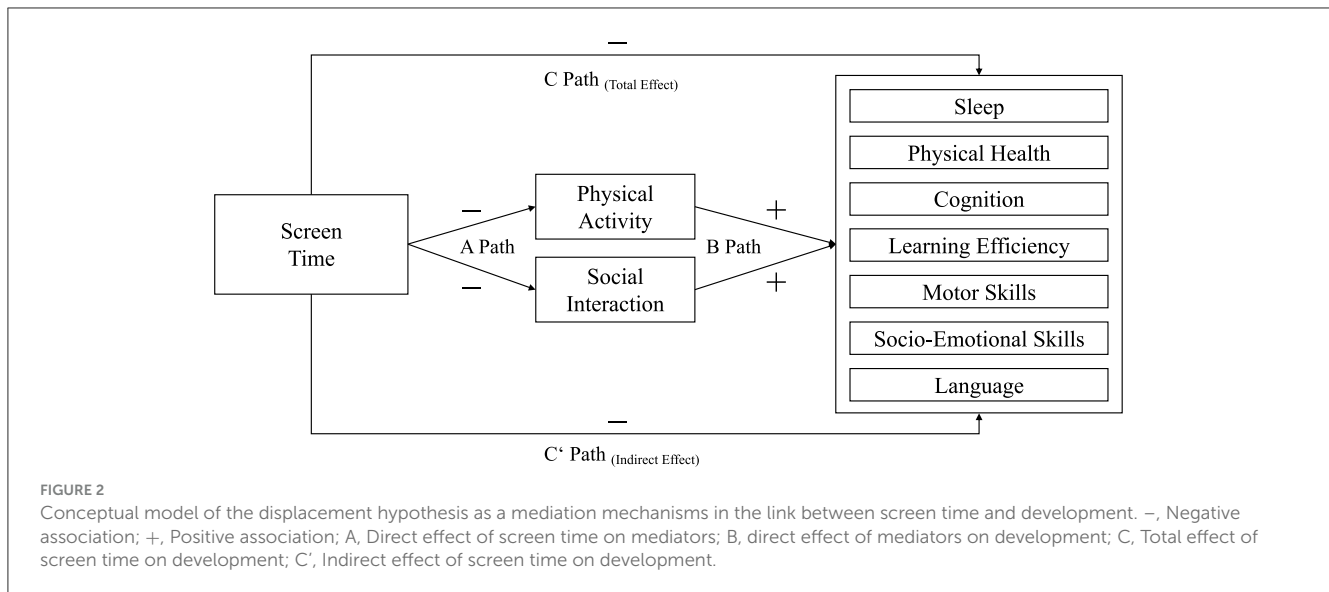 −
C Path (Total Effect)
Sleep
Physical Health
Cognition
Learning Efficiency
Motor Skills
Socio-Emotional Skills
Language
Screen
Time
−
Physical
Activity
+
A Path
B Path
−
Social
Interaction
+
−
C‘ Path (Indirect Effect)
FIGURE 2
Conceptual model of the displacement hypothesis as a mediation mechanisms in the link between screen time and development. −, Negative
association; +, Positive association; A, Direct effect of screen time on mediators; B, direct effect of mediators on development; C, Total effect of
screen time on development; C’, Indirect effect of screen time on development.